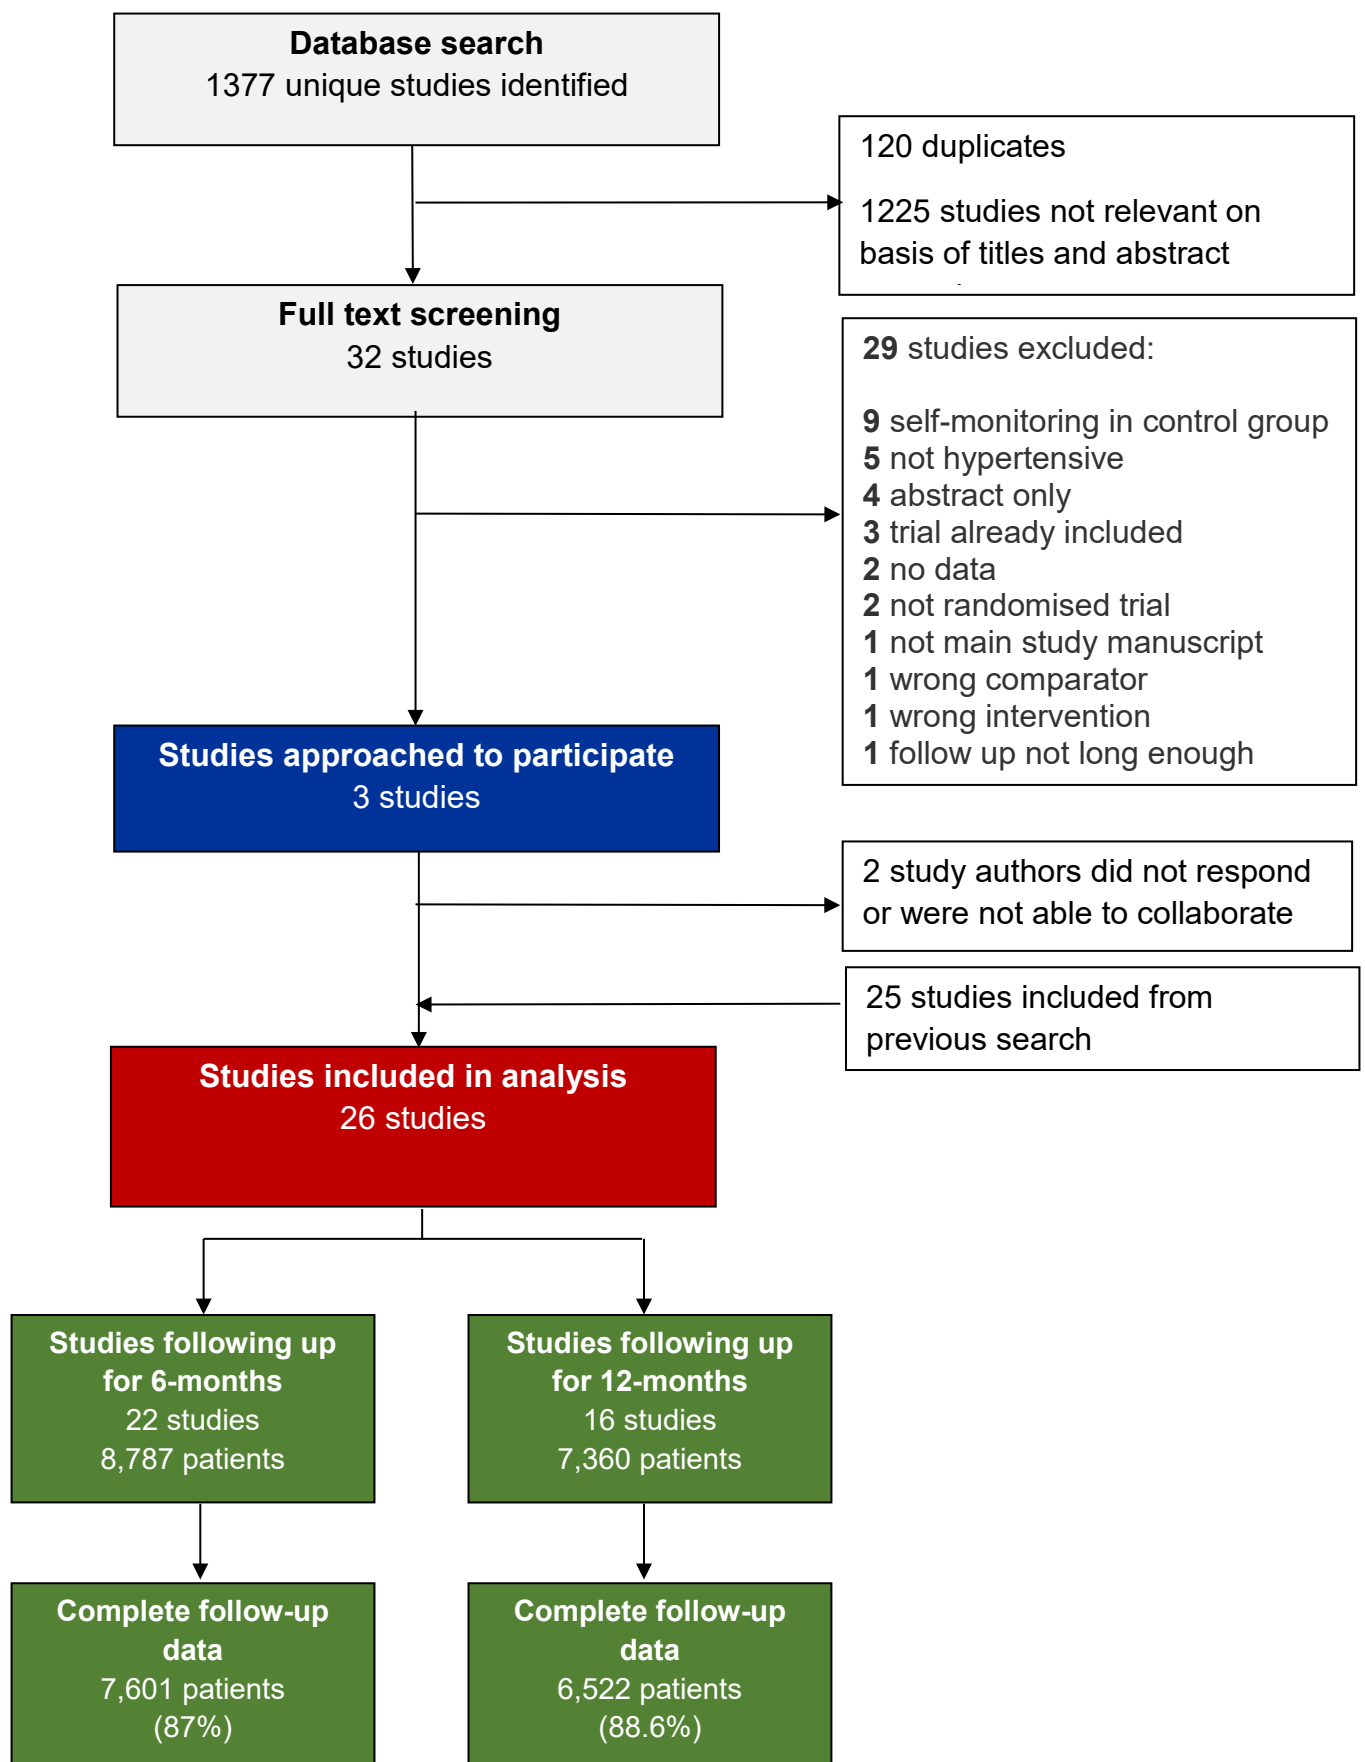 Database search
1377 unique studies identified
120 duplicates
1225 studies not relevant on
basis of titles and abstract
Full text screening
32 studies
29 studies excluded:
9 self-monitoring in control group
5 not hypertensive
4 abstract only
3 trial already included
2 no data
2 not randomised trial
1 not main study manuscript
1 wrong comparator
1 wrong intervention
1 follow up not long enough
Studies approached to participate
3 studies
2 study authors did not respond
or were not able to collaborate
25 studies included from
previous search
Studies included in analysis
26 studies
Studies following up
for 6-months
22 studies
8,787 patients
Studies following up
for 12-months
16 studies
7,360 patients
Complete follow-up
data
7,601 patients
(87%)
Complete follow-up
data
6,522 patients
(88.6%)